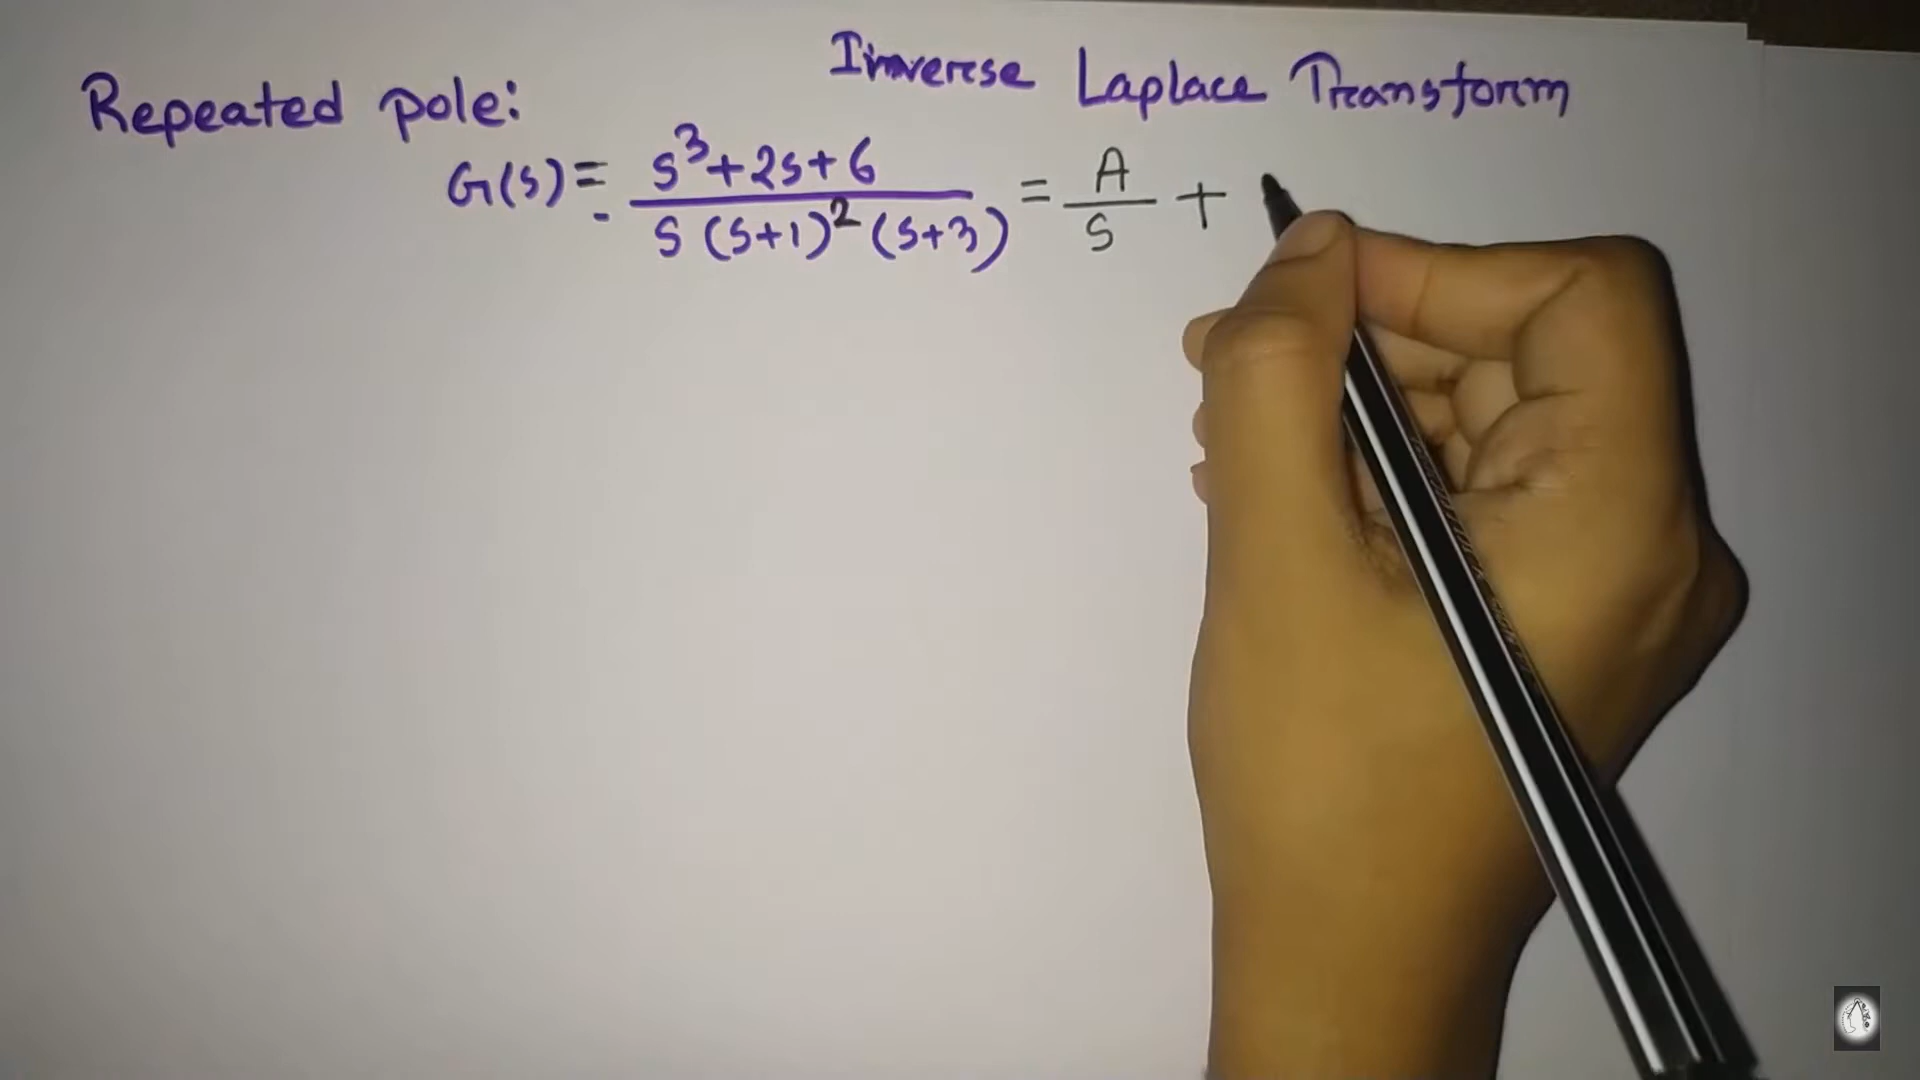 Inverse Laplace Transform
Repeated pole:
G(s) = s³+2s+6 / s(s+1)²(s+3) = A/s +